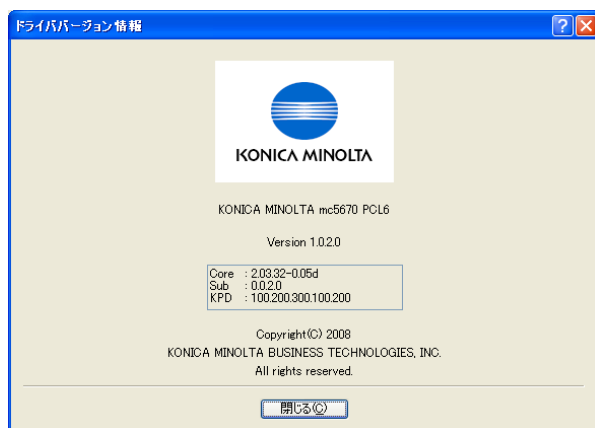 ドライババージョン情報
KONICA MINOLTA
KONICA MINOLTA mc5670 PCL6
Version 1.0.2.0
Core : 2.03.32-0.05d
Sub : 0.0.2.0
KPD : 100.200.300.100.200
Copyright(C) 2008
KONICA MINOLTA BUSINESS TECHNOLOGIES, INC.
All rights reserved.
閉じる(C)